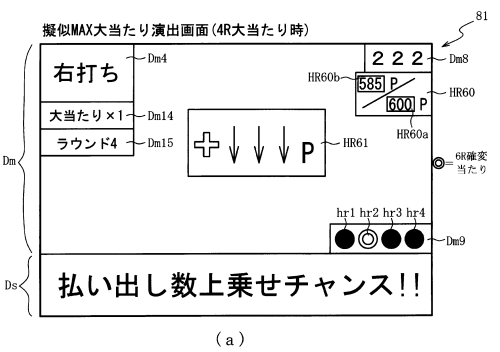 擬似MAX大当たり演出画面(4R大当たり時)
81
右打ち
Dm4
2 2 2
Dm8
HR60b
585 P
600 P
HR60
HR60a
大当たり×1
Dm14
ラウンド4
Dm15
+↓↓↓P
HR61
Dm
◎=6R確変
当たり
hr1 hr2 hr3 hr4
Dm9
Ds
払い出し数上乗せチャンス!!
(a)